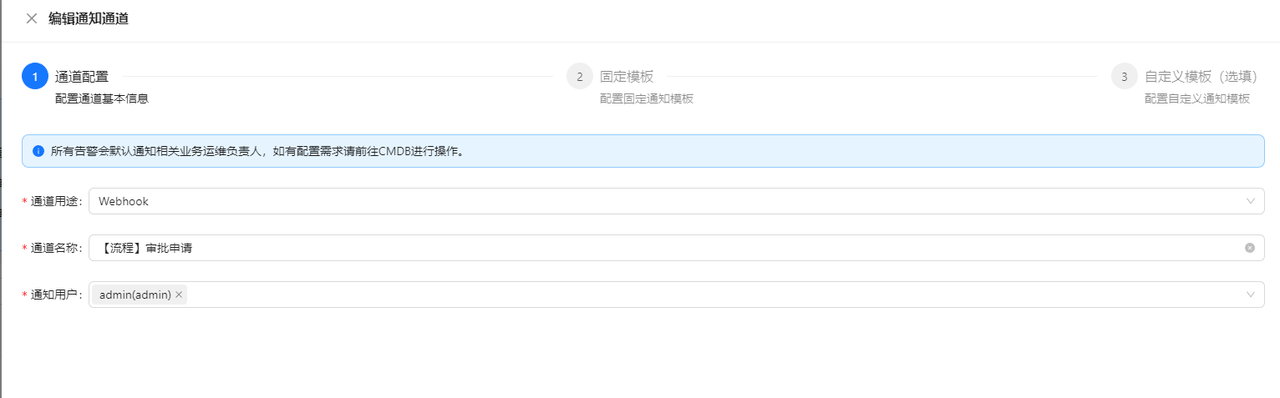 编辑通知通道
1 通道配置
配置通道基本信息
2 固定模板
配置固定通知模板
3 自定义模板（选填）
配置自定义通知模板
所有告警会默认通知相关业务运维负责人，如有配置需求请前往CMDB进行操作。
* 通道用途: Webhook
* 通道名称: 【流程】审批申请
* 通知用户: admin(admin)